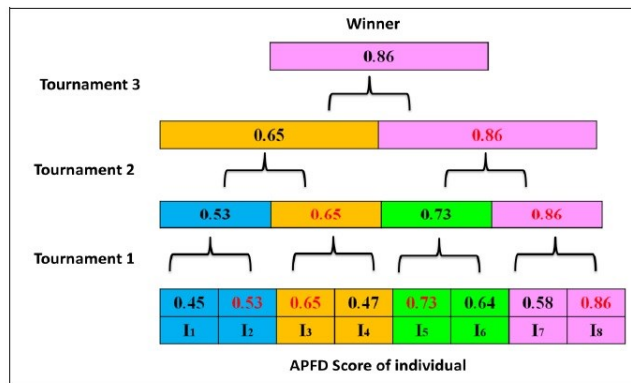 Winner
0.86
Tournament 3
0.65 0.86
Tournament 2
0.53 0.65 0.73 0.86
Tournament 1
0.45 0.53 0.65 0.47 0.73 0.64 0.58 0.86
I1 I2 I3 I4 I5 I6 I7 I8
APFD Score of individual